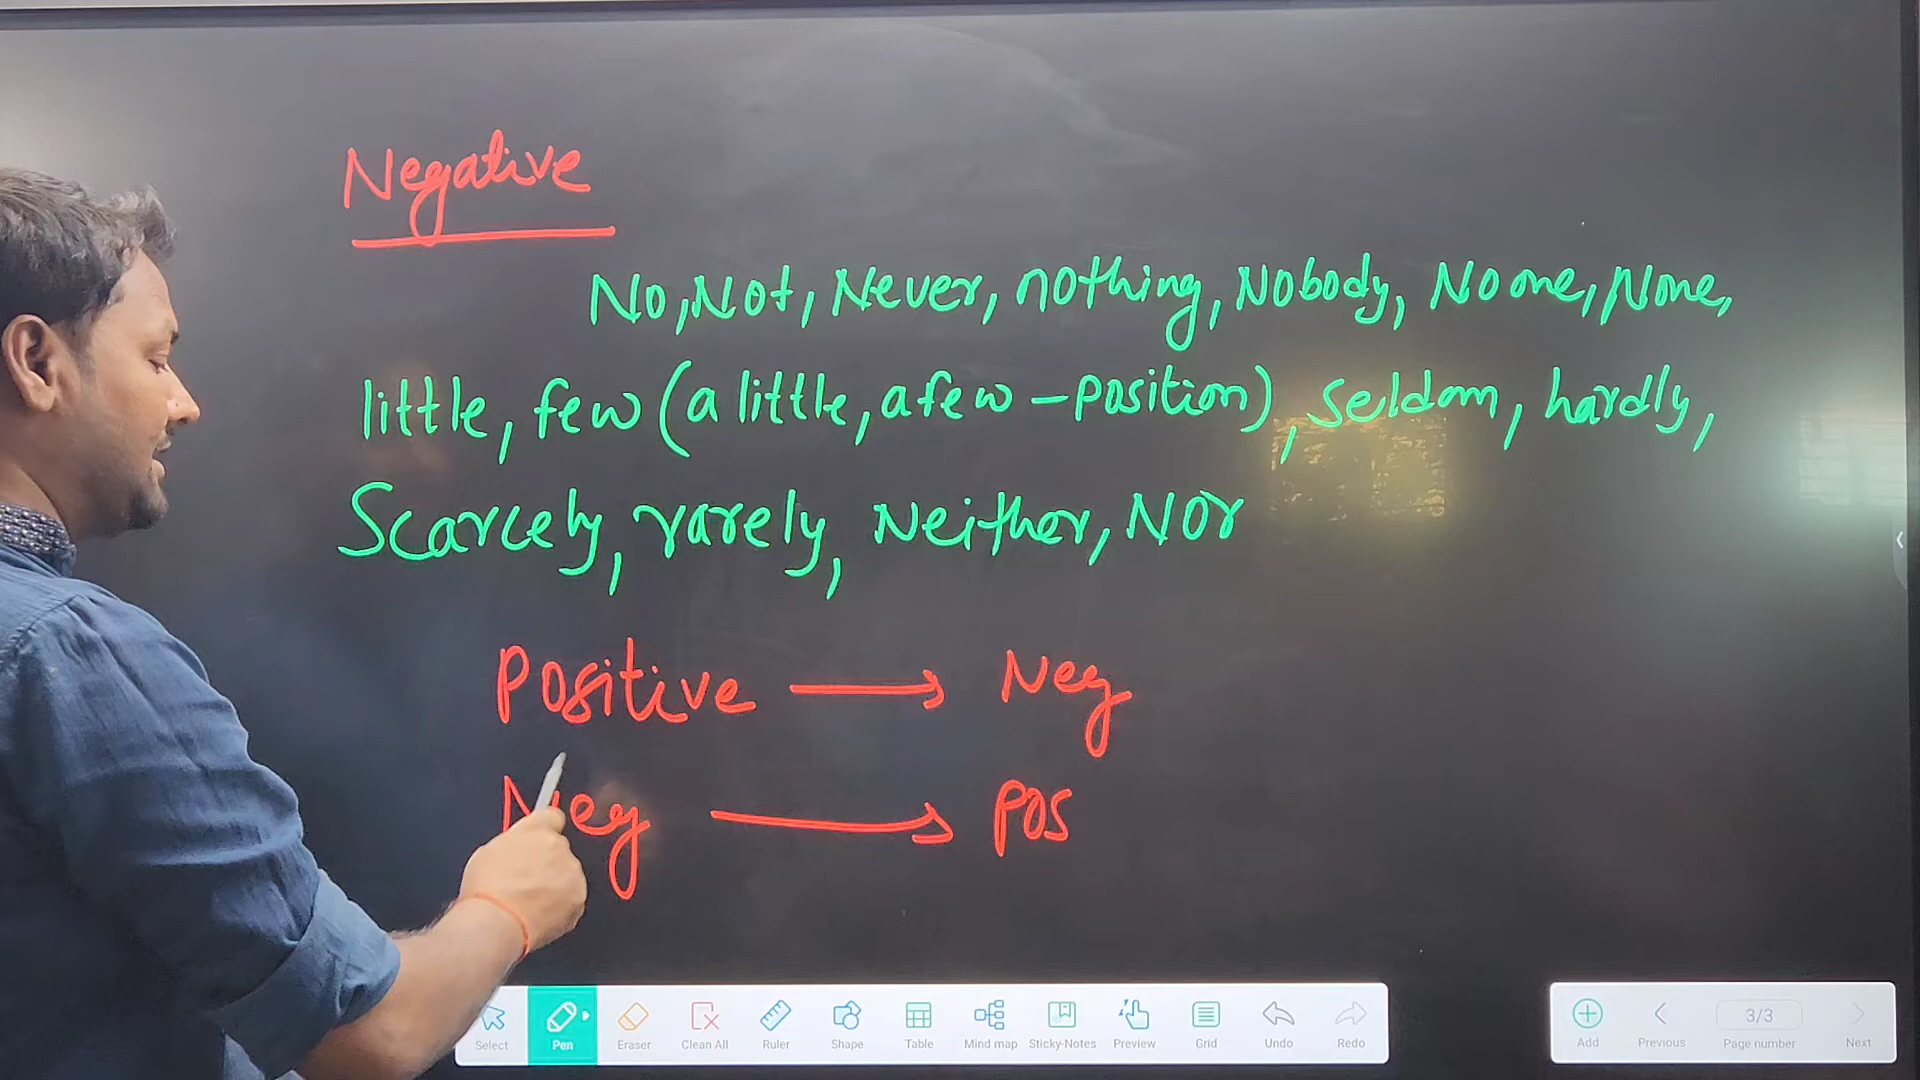 Negative
No, Not, Never, nothing, Nobody, No one, None,
little, few (a little, a few - position), seldom, hardly,
Scarcely, rarely, Neither, Nor
Positive → Neg
Neg → Pos
Select Pen Eraser Clean All Ruler Shape Table Mind map Sticky-Notes Preview Grid Undo Redo
3/3
Add Previous Page number Next